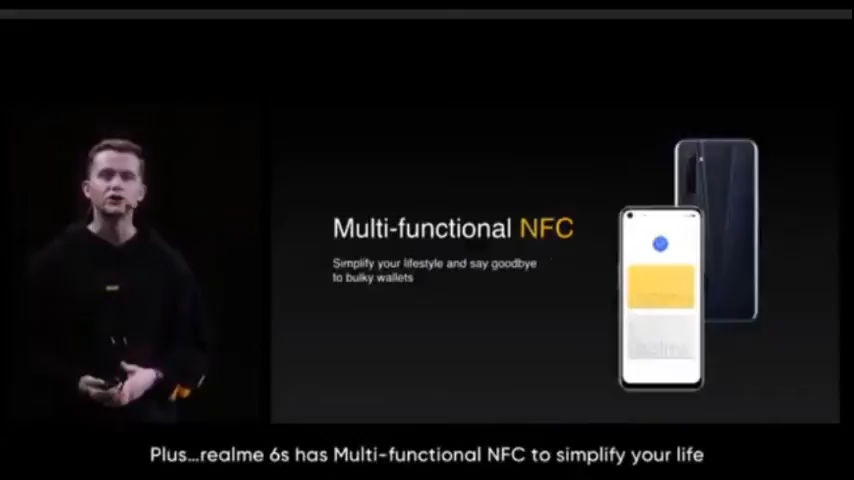 Multi-functional NFC
Simplify your lifestyle and say goodbye
to bulky wallets
realme
Plus...realme 6s has Multi-functional NFC to simplify your life